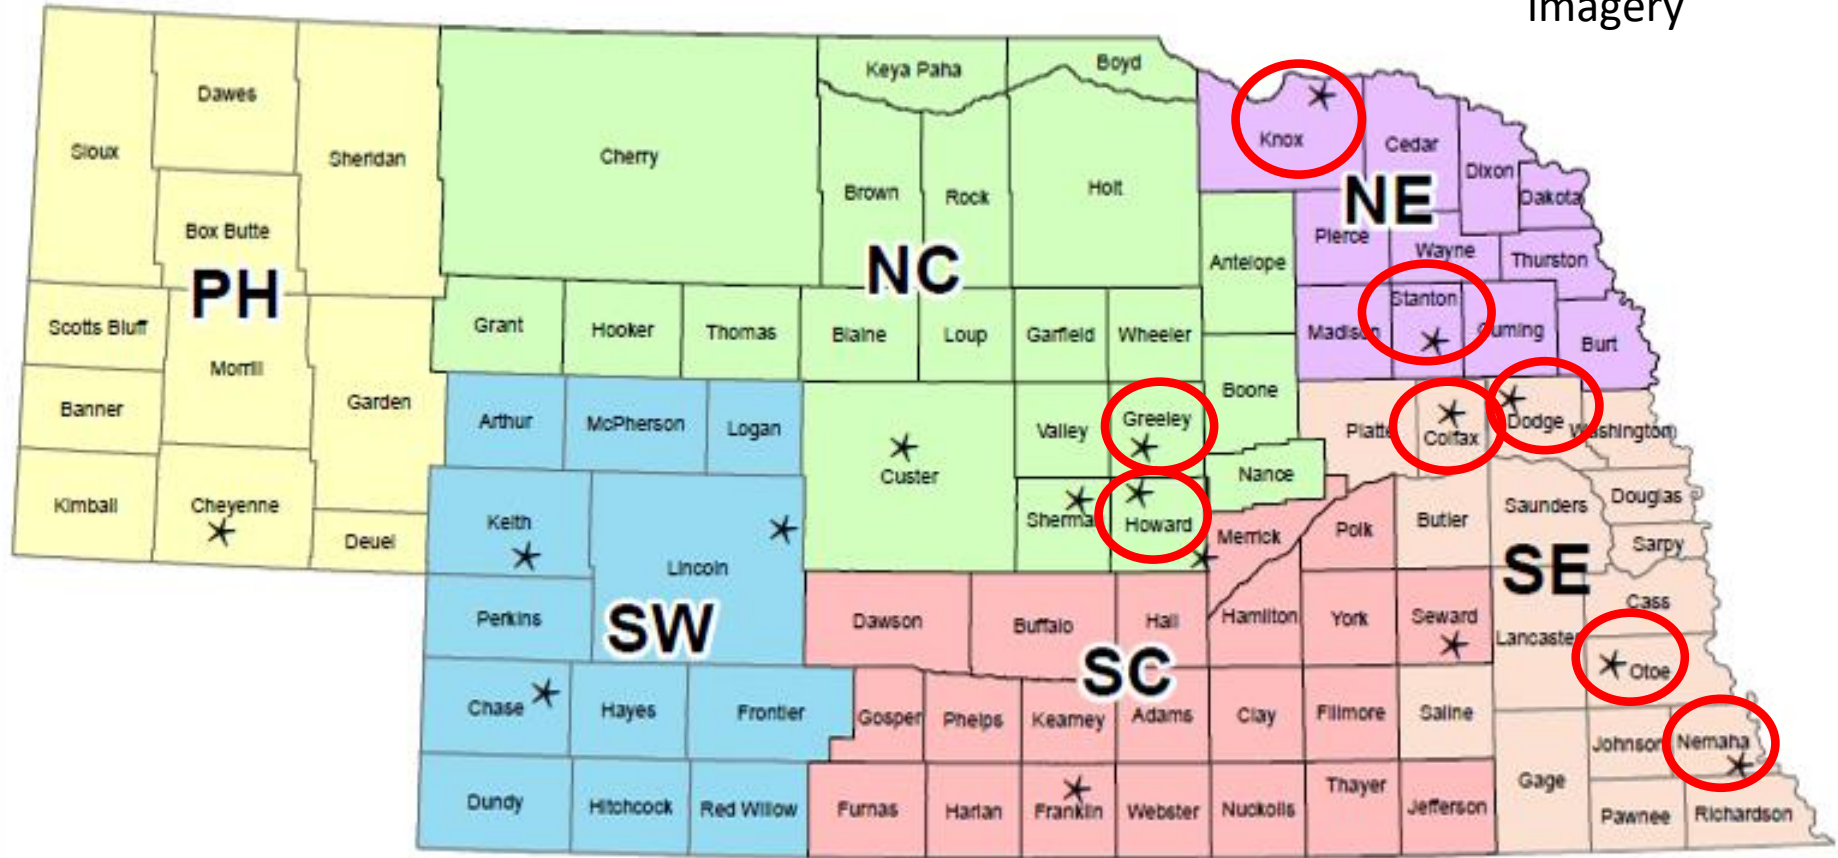 Imagery
Keya Paha
Boyd
Dawes
Knox
Cedar
Sioux
Sheridan
Cherry
Dixon
Brown
Rock
Holt
Dakota
NE
Box Butte
Pierce
Wayne
Thurston
Antelope
NC
PH
Stanton
Scotts Bluff
Grant
Hooker
Thomas
Blaine
Loup
Garfield
Wheeler
Madison
Cuming
Burt
Morrill
Boone
Banner
Garden
Arthur
McPherson
Logan
Valley
Greeley
Platte
Colfax
Dodge
Washington
Custer
Nance
Kimball
Cheyenne
Keith
Sherma
Howard
Merrick
Polk
Butler
Saunders
Douglas
Deuel
Lincoln
Sarpy
SE
Perkins
SW
Dawson
Buffalo
Hall
Hamilton
York
Seward
Lancaster
Cass
SC
Otoe
Chase
Hayes
Frontier
Gosper
Phelps
Kearney
Adams
Clay
Fillmore
Saline
Johnson
Nemaha
Dundy
Hitchcock
Red Willow
Furnas
Harlan
Franklin
Webster
Nuckolls
Thayer
Jefferson
Gage
Pawnee
Richardson